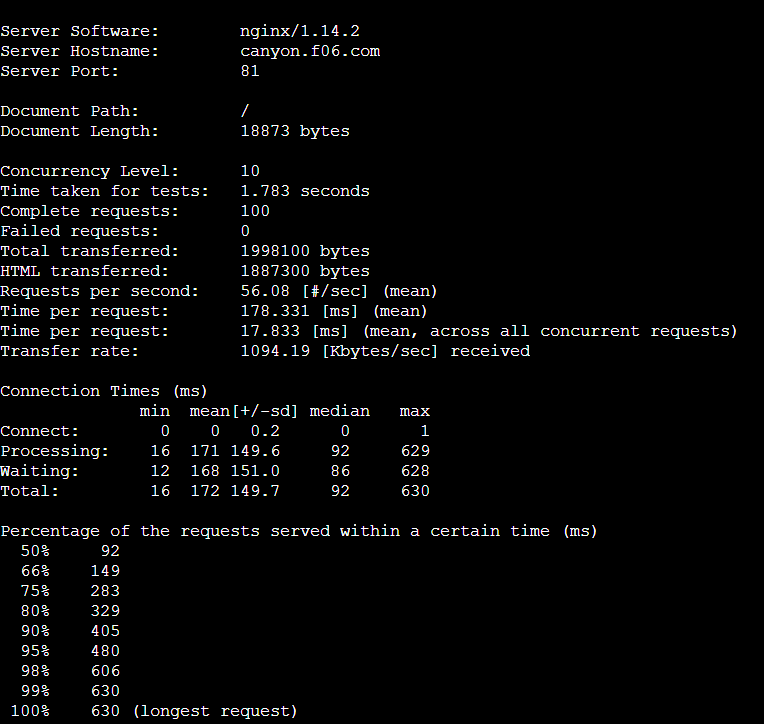 Server Software:        nginx/1.14.2
Server Hostname:        canyon.f06.com
Server Port:            81
Document Path:          /
Document Length:        18873 bytes
Concurrency Level:      10
Time taken for tests:   1.783 seconds
Complete requests:      100
Failed requests:        0
Total transferred:      1998100 bytes
HTML transferred:       1887300 bytes
Requests per second:    56.08 [#/sec] (mean)
Time per request:       178.331 [ms] (mean)
Time per request:       17.833 [ms] (mean, across all concurrent requests)
Transfer rate:          1094.19 [Kbytes/sec] received
Connection Times (ms)
              min  mean[+/-sd] median   max
Connect:        0    0   0.2      0       1
Processing:    16  171 149.6     92     629
Waiting:       12  168 151.0     86     628
Total:         16  172 149.7     92     630
Percentage of the requests served within a certain time (ms)
  50%     92
  66%    149
  75%    283
  80%    329
  90%    405
  95%    480
  98%    606
  99%    630
 100%    630 (longest request)